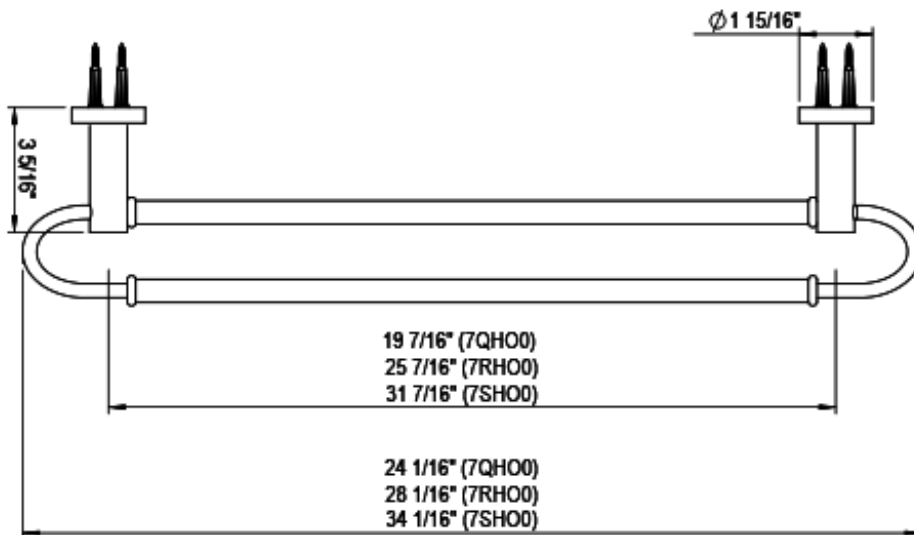 Ø1 15/16"
3 5/16"
19 7/16" (7QHO0)
25 7/16" (7RHO0)
31 7/16" (7SHO0)
24 1/16" (7QHO0)
28 1/16" (7RHO0)
34 1/16" (7SHO0)